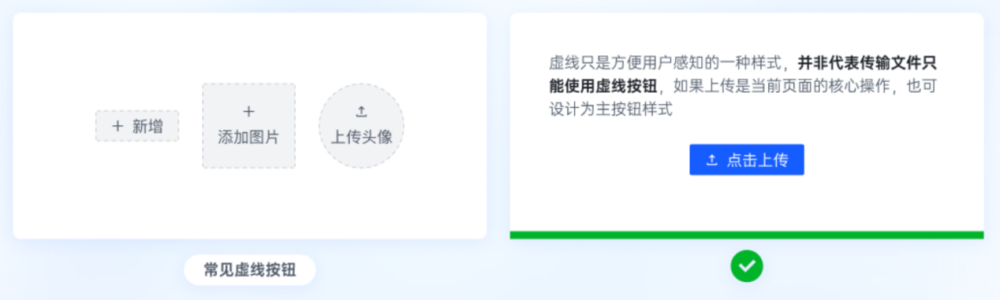 + 新增
+
添加图片
上传头像
常见虚线按钮
虚线只是方便用户感知的一种样式，并非代表传输文件只
能使用虚线按钮，如果上传是当前页面的核心操作，也可
设计为主按钮样式
点击上传